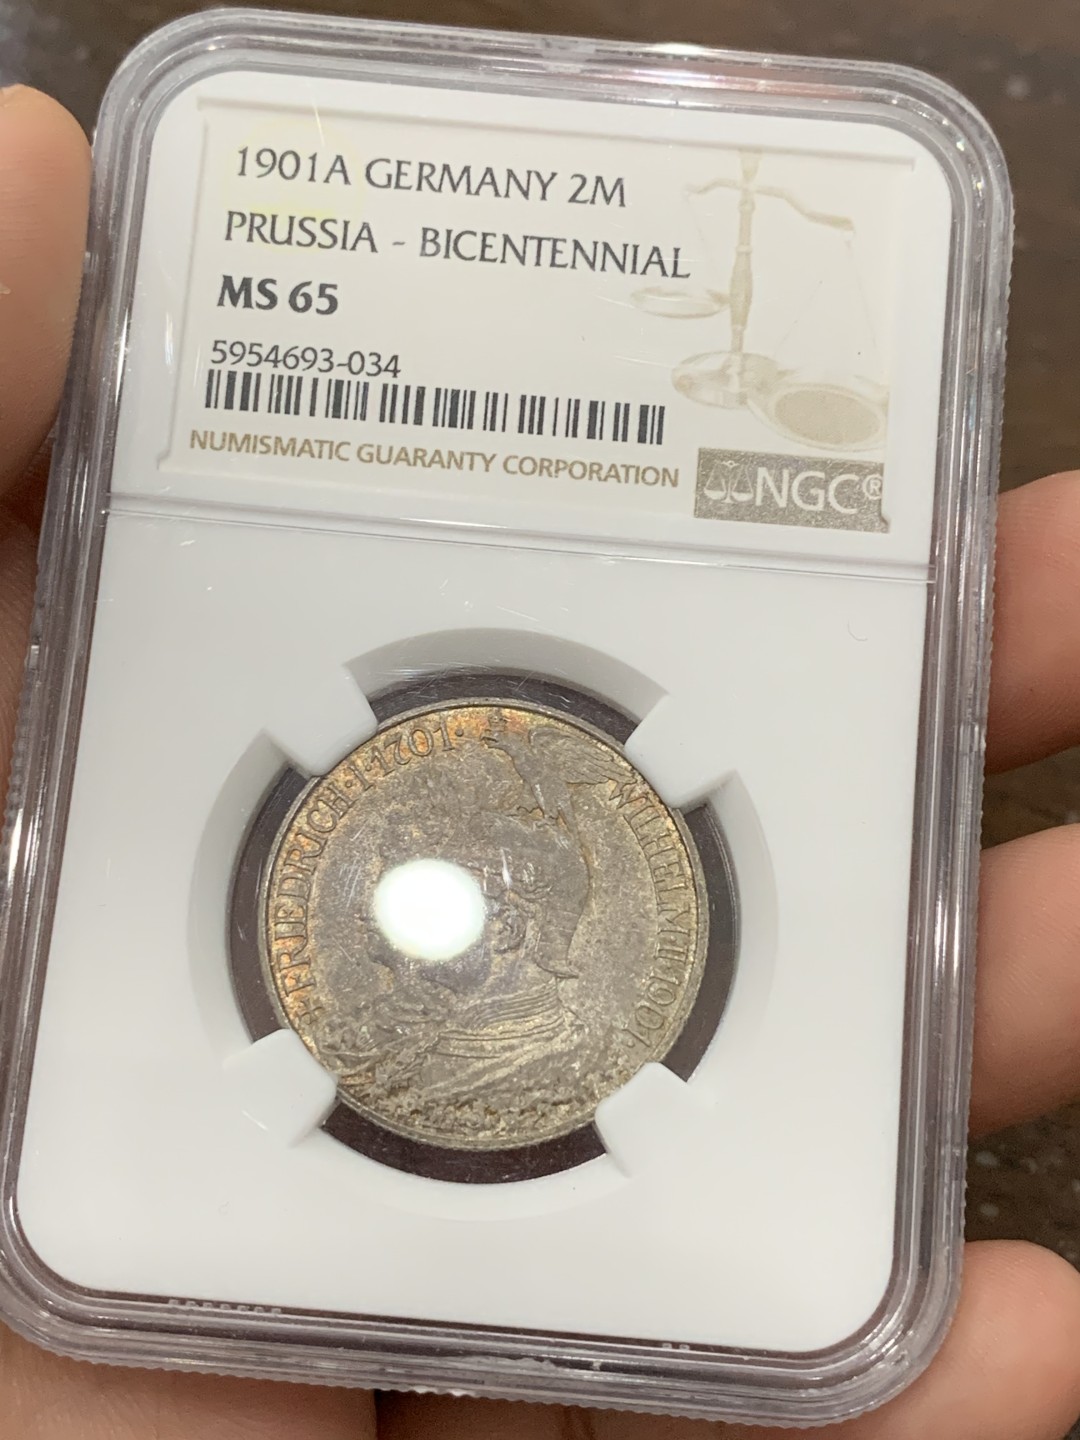 1901A GERMANY 2M
PRUSSIA - BICENTENNIAL
MS 65
5954693-034
NUMISMATIC GUARANTY CORPORATION
NGC®
FRIEDRICH·I·1701·
WILHELM II 1901·